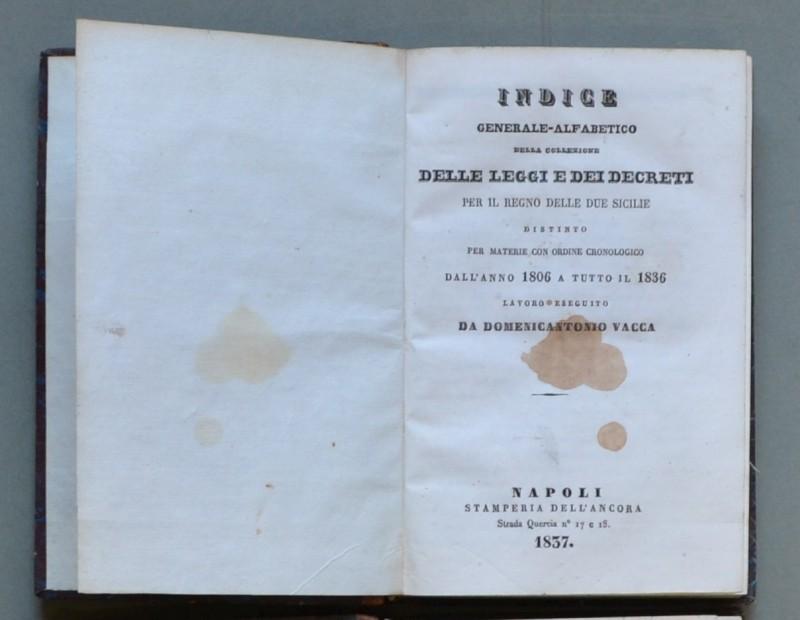 INDICE
GENERALE-ALFABETICO
DELLA COLLEZIONE
DELLE LEGGI E DEI DECRETI
PER IL REGNO DELLE DUE SICILIE
DISTINTO
PER MATERIE CON ORDINE CRONOLOGICO
DALL'ANNO 1806 A TUTTO IL 1836
LAVORO ESEGUITO
DA DOMENICANTONIO VACCA
NAPOLI
STAMPERIA DELL'ANCORA
Strada Quercia n° 17 e 18.
1837.